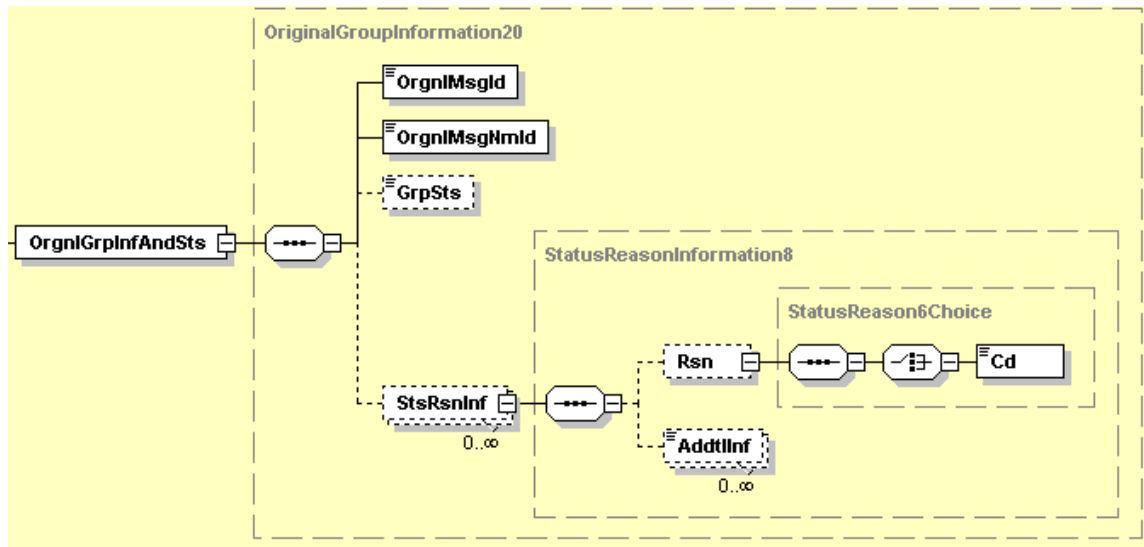 OriginalGroupInformation20
OrgnlMsgId
OrgnlMsgNmId
GrpSts
OrgnlGrpInfAndSts
StatusReasonInformation8
StatusReason6Choice
Rsn
Cd
StsRsnInf
0..∞
AddtlInf
0..∞